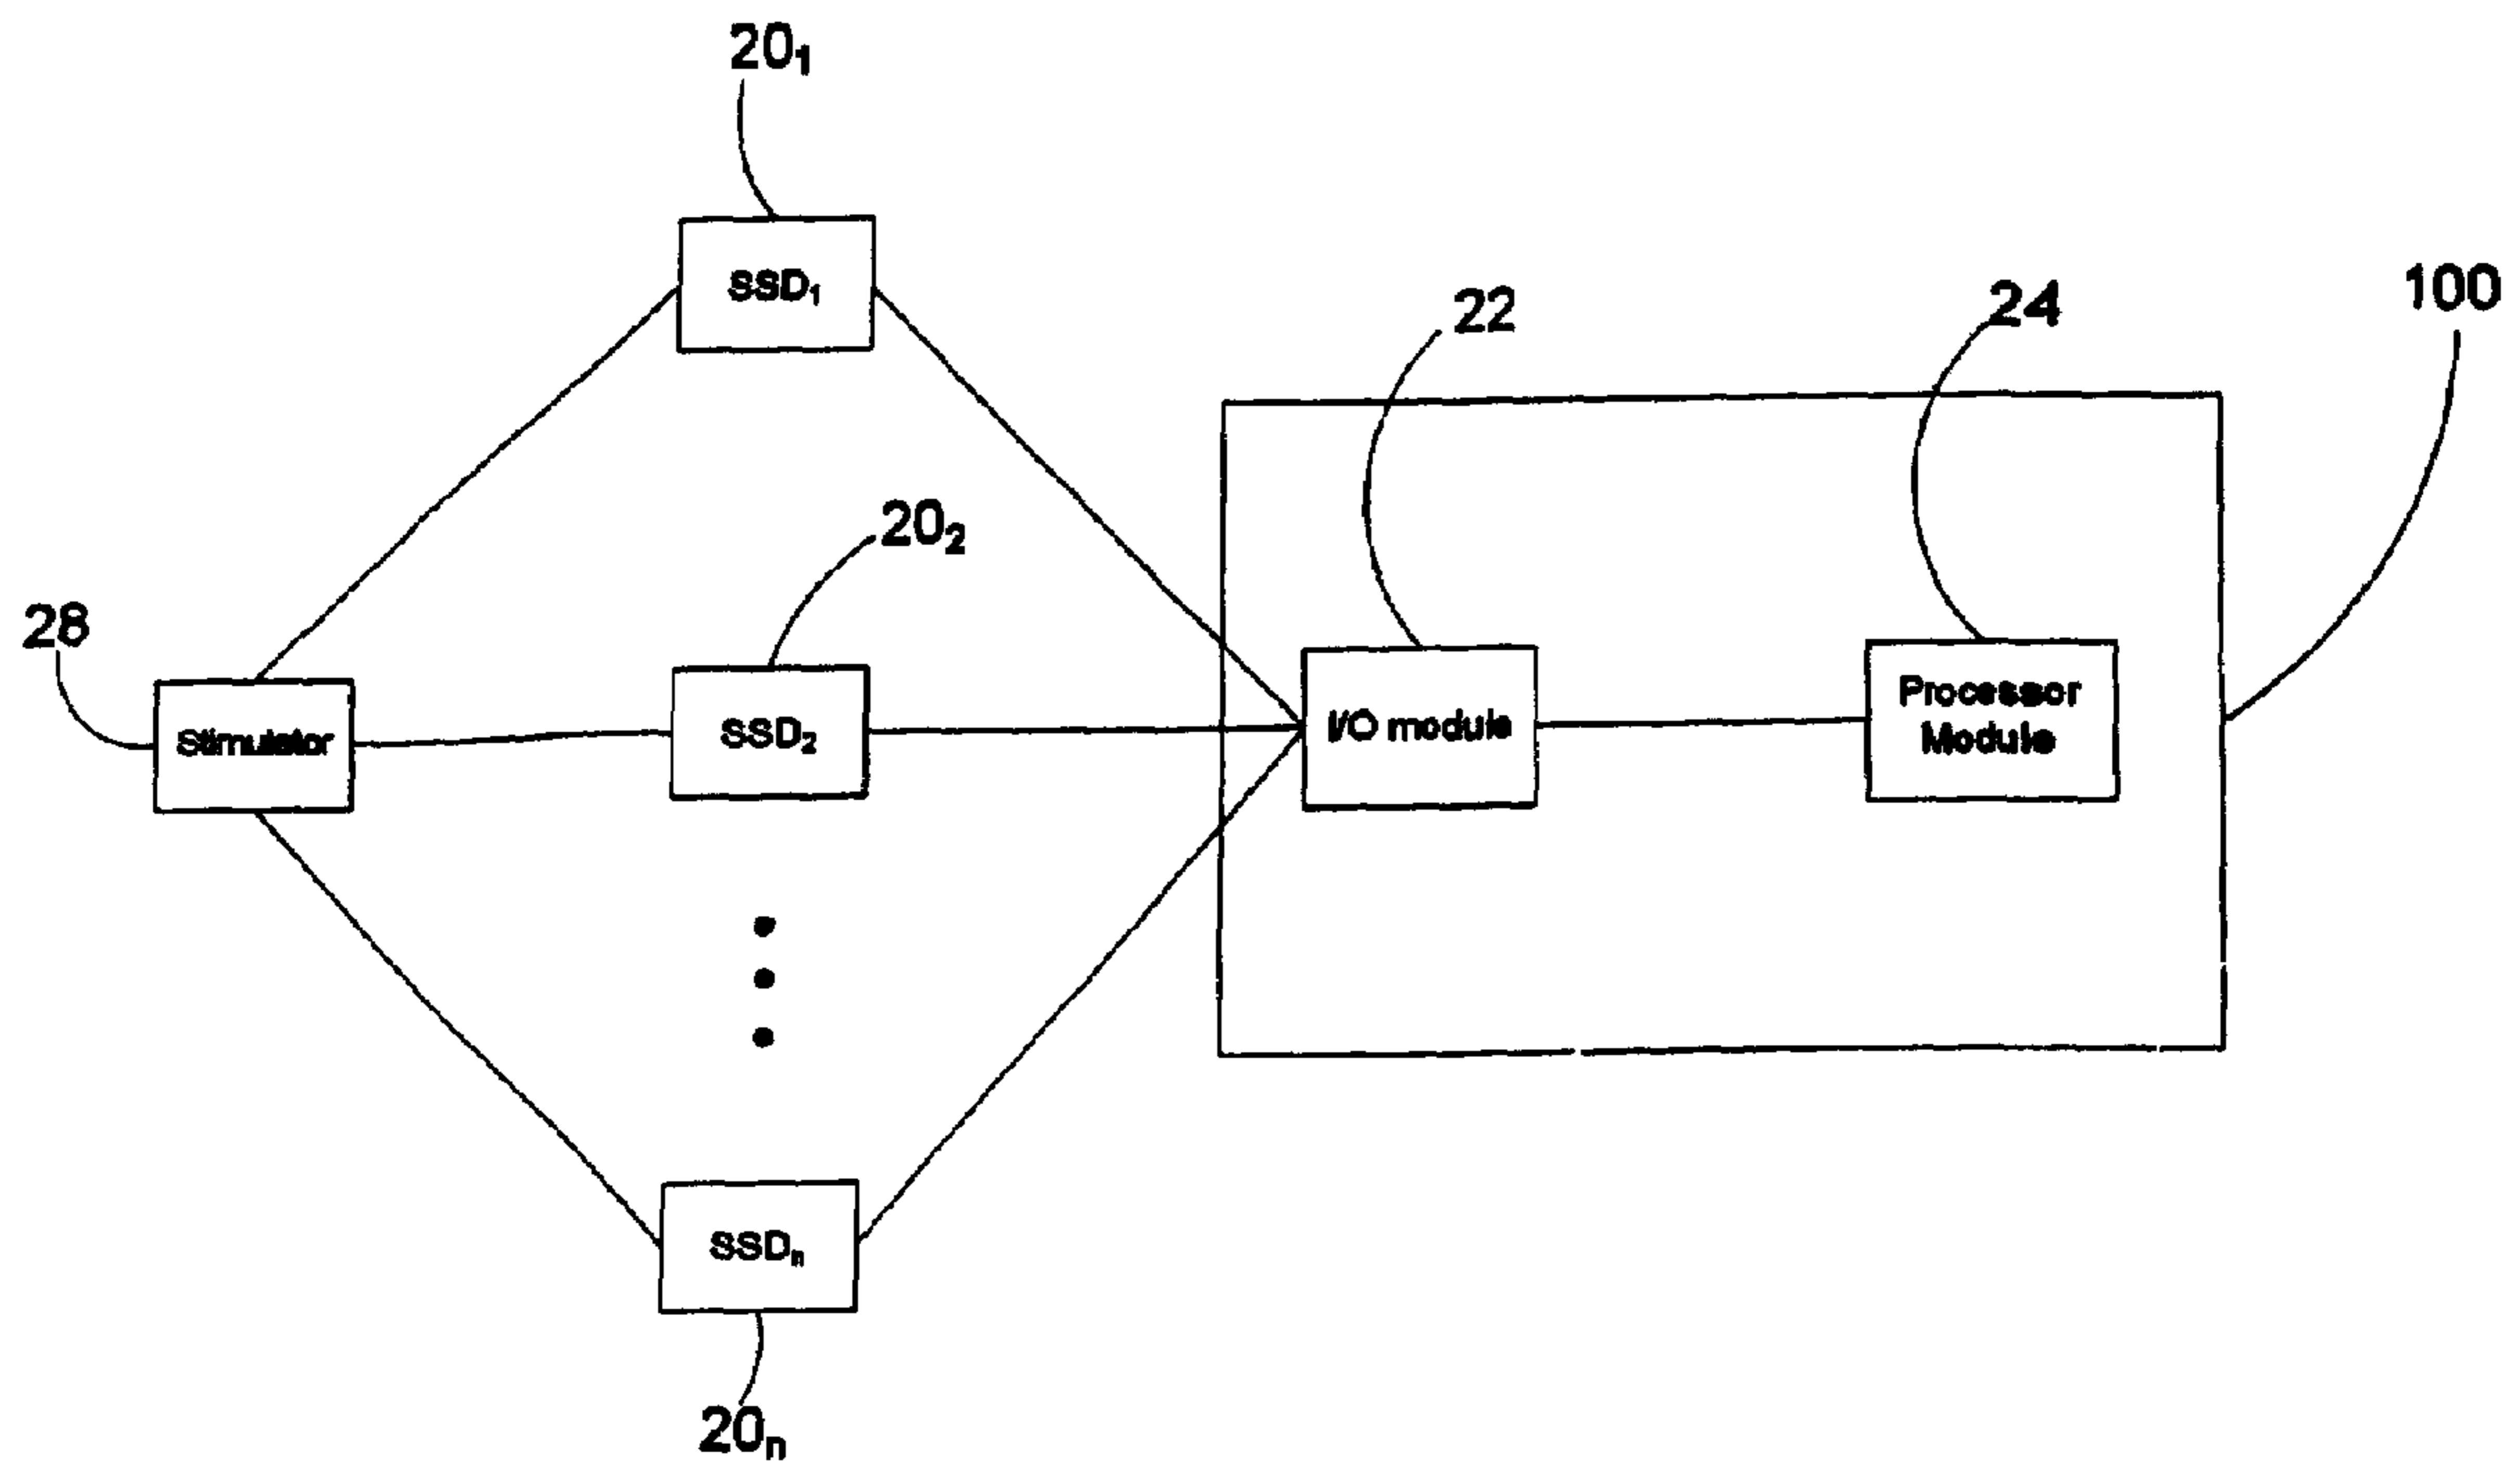 20₁
SSD₁
22
24
100
20₂
28
Stimulator
SSD₂
I/O module
Processor
Module
SSDₙ
20ₙ